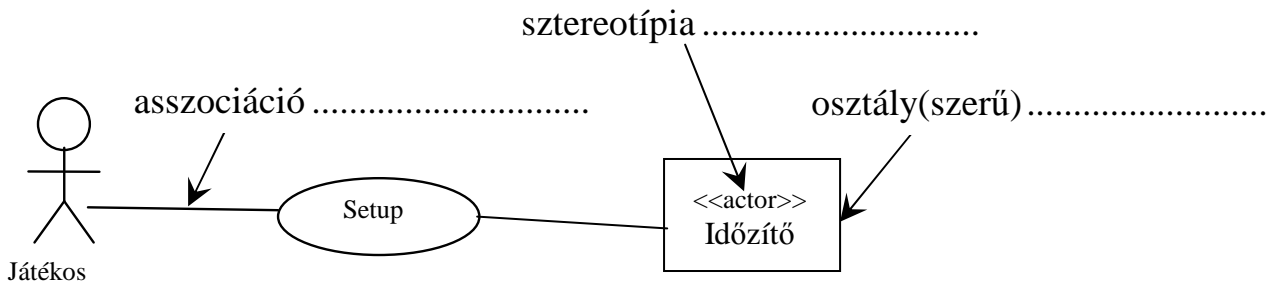 sztereotípia ............................
asszociáció ............................
osztály(szerű) ........................
Setup
<<actor>>
Időzítő
Játékos